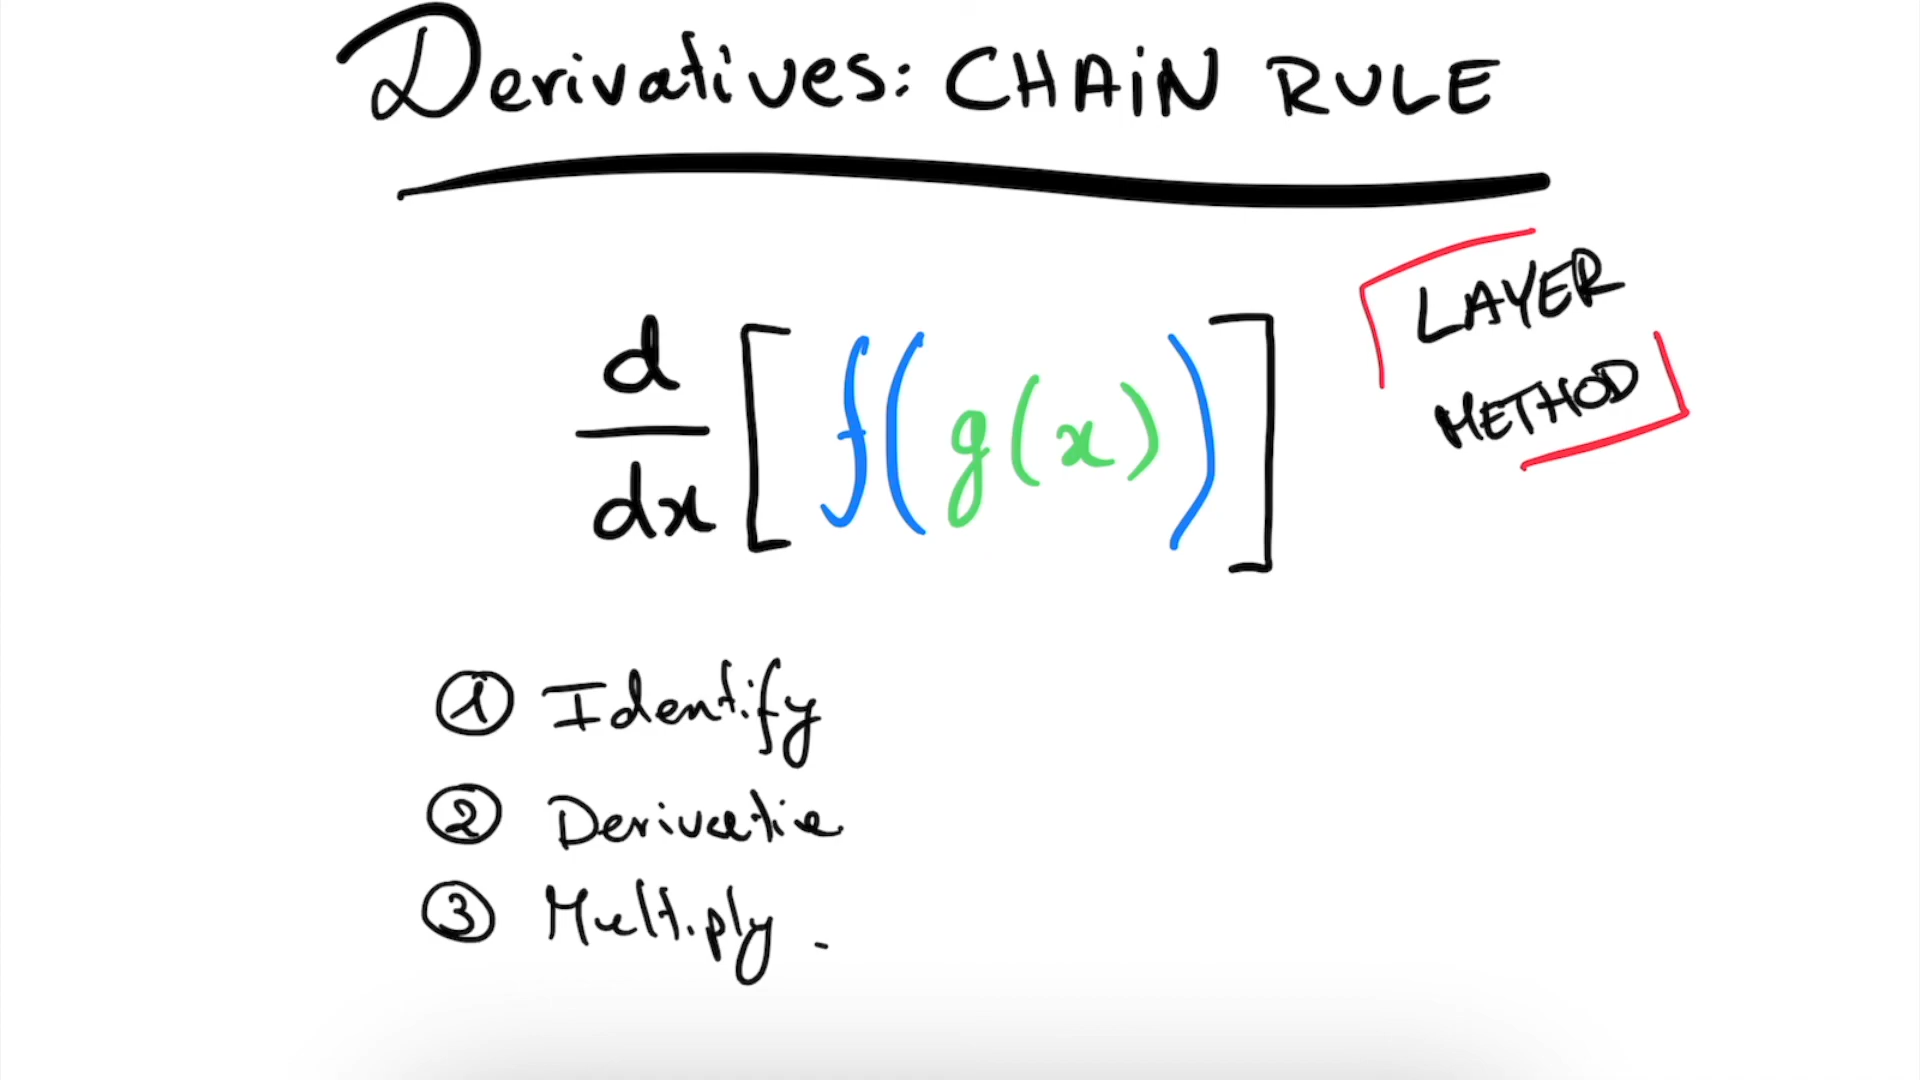 Derivatives: CHAIN RULE
LAYER
METHOD
d/dx [f(g(x))]
① Identify
② Derivatie
③ Multiply.